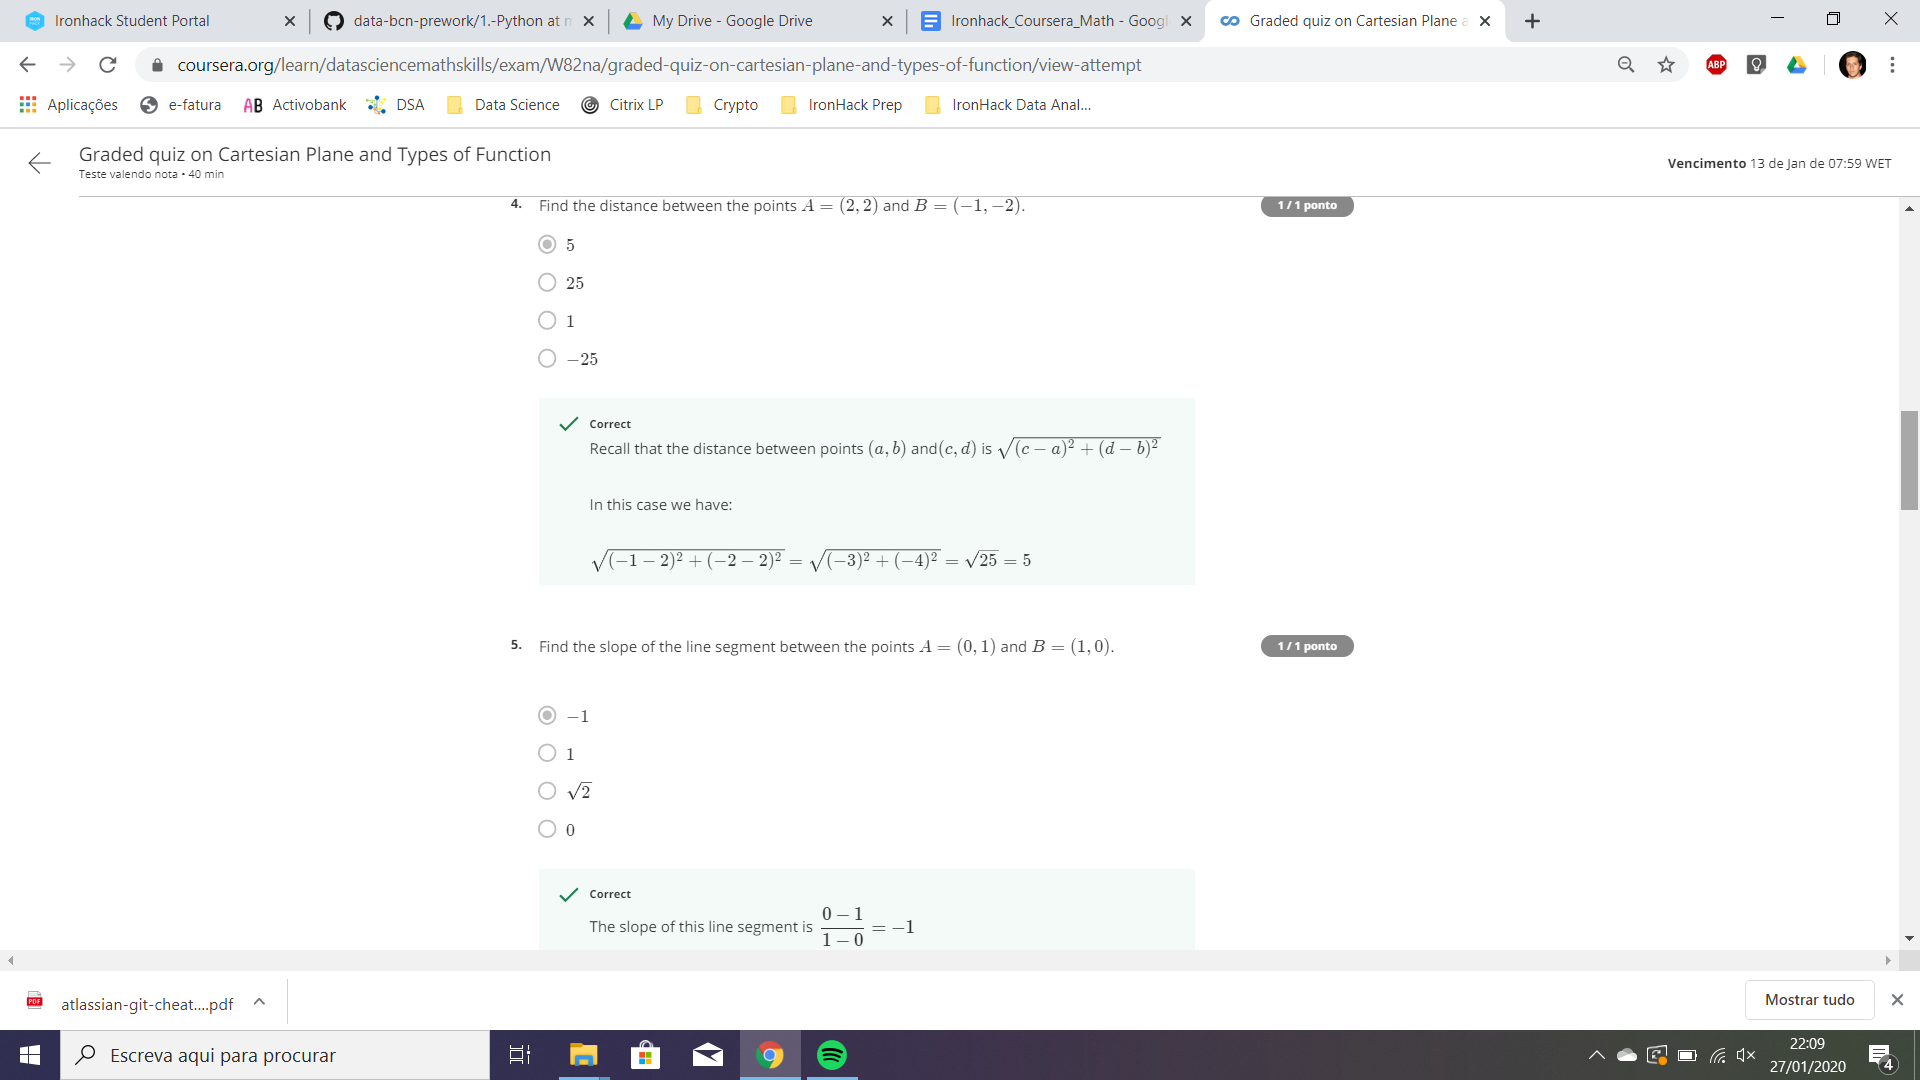 Ironhack Student Portal
data-bcn-prework/1.-Python at
My Drive - Google Drive
Ironhack_Coursera_Math - Googl
Graded quiz on Cartesian Plane a
coursera.org/learn/datasciencemathskills/exam/W82na/graded-quiz-on-cartesian-plane-and-types-of-function/view-attempt
ABP
Aplicações
e-fatura
AB Activobank
DSA
Data Science
Citrix LP
Crypto
IronHack Prep
IronHack Data Anal...
Graded quiz on Cartesian Plane and Types of Function
Teste valendo nota • 40 min
Vencimento 13 de Jan de 07:59 WET
4. Find the distance between the points A = (2, 2) and B = (−1, −2).
1 / 1 ponto
5
25
1
−25
Correct
Recall that the distance between points (a, b) and(c, d) is √(c − a)² + (d − b)²
In this case we have:
√(−1 − 2)² + (−2 − 2)² = √(−3)² + (−4)² = √25 = 5
5. Find the slope of the line segment between the points A = (0, 1) and B = (1, 0).
1 / 1 ponto
−1
1
√2
0
Correct
The slope of this line segment is 0 − 1 / 1 − 0 = −1
PDF
atlassian-git-cheat....pdf
Mostrar tudo
Escreva aqui para procurar
22:09
27/01/2020
4